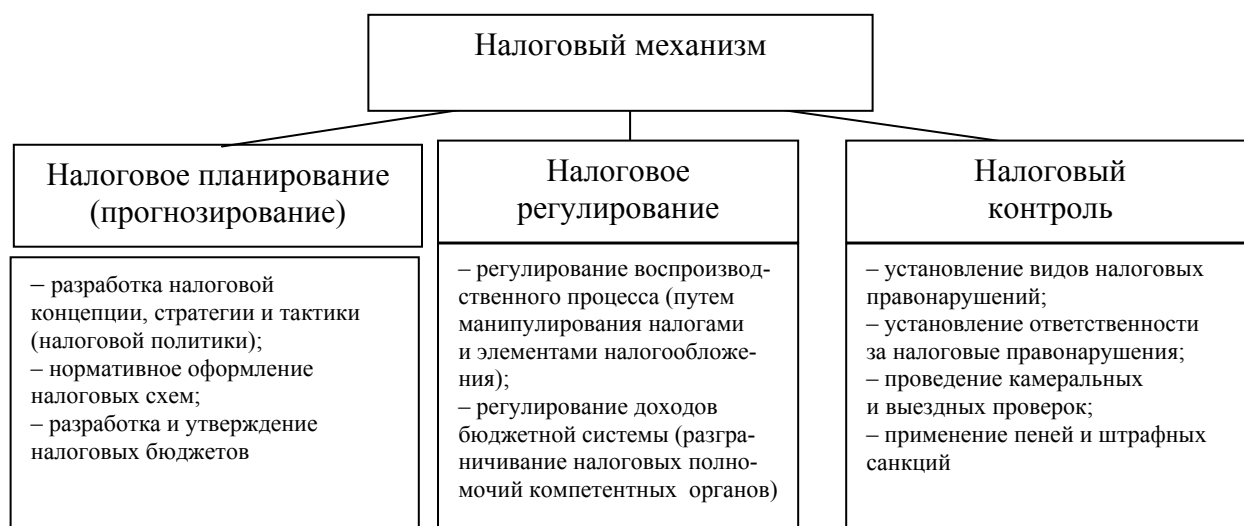 Налоговый механизм
Налоговое планирование
(прогнозирование)
– разработка налоговой
концепции, стратегии и тактики
(налоговой политики);
– нормативное оформление
налоговых схем;
– разработка и утверждение
налоговых бюджетов
Налоговое
регулирование
– регулирование воспроизвод-
ственного процесса (путем
манипулирования налогами
и элементами налогообложе-
ния);
– регулирование доходов
бюджетной системы (разгра-
ничивание налоговых полно-
мочий компетентных органов)
Налоговый
контроль
– установление видов налоговых
правонарушений;
– установление ответственности
за налоговые правонарушения;
– проведение камеральных
и выездных проверок;
– применение пеней и штрафных
санкций